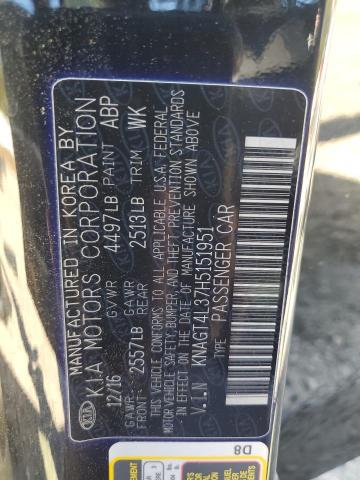 MANUFACTURED IN KOREA BY
KIA MOTORS CORPORATION
12/16 GVWR 4497LB PAINT ABP
GAWR FRONT: 2557LB GAWR REAR 2513LB TRIM WK
THIS VEHICLE CONFORMS TO ALL APPLICABLE U.S.A. FEDERAL
MOTOR VEHICLE SAFETY, BUMPER, AND THEFT PREVENTION STANDARDS
IN EFFECT ON THE DATE OF MANUFACTURE SHOWN ABOVE
V.I.N KNAGT4L37H5151951
TYPE: PASSENGER CAR
KIA
D8